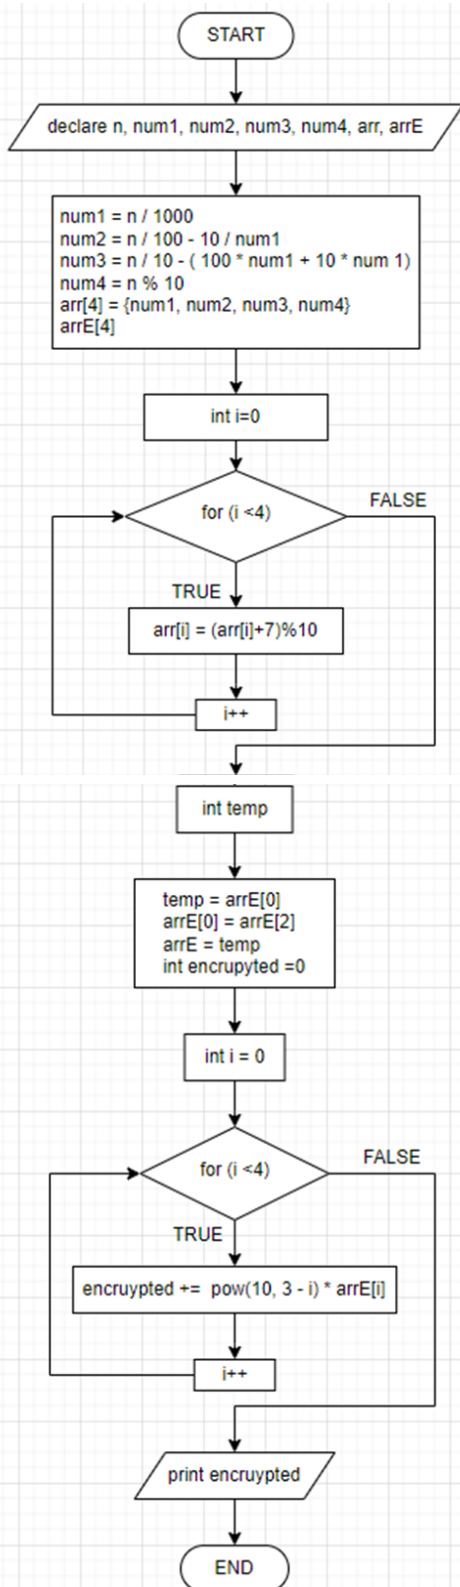 START
declare n, num1, num2, num3, num4, arr, arrE
num1 = n / 1000
num2 = n / 100 - 10 / num1
num3 = n / 10 - ( 100 * num1 + 10 * num 1)
num4 = n % 10
arr[4] = {num1, num2, num3, num4}
arrE[4]
int i=0
for (i <4)
FALSE
TRUE
arr[i] = (arr[i]+7)%10
i++
int temp
temp = arrE[0]
arrE[0] = arrE[2]
arrE = temp
int encrupyted =0
int i = 0
for (i <4)
FALSE
TRUE
encruypted += pow(10, 3 - i) * arrE[i]
i++
print encruypted
END